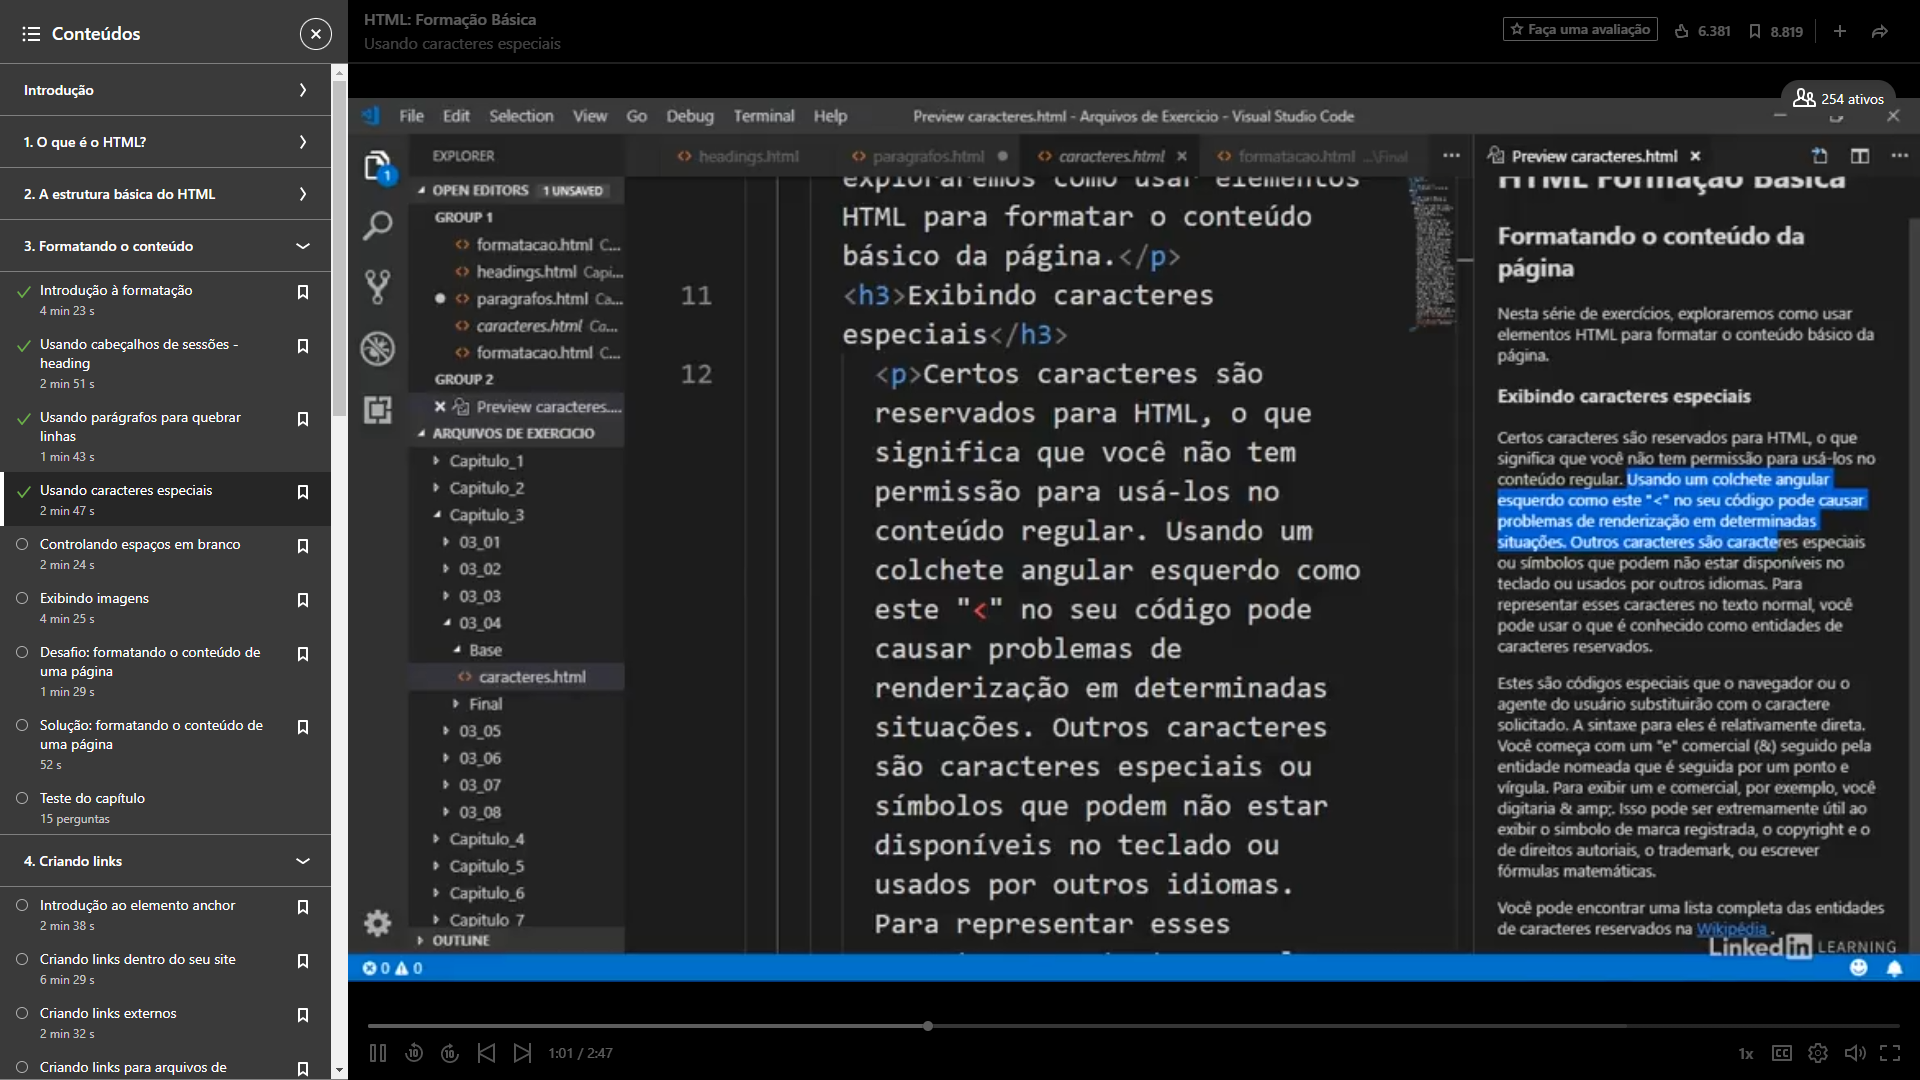 Conteúdos
Introdução
1. O que é o HTML?
2. A estrutura básica do HTML
3. Formatando o conteúdo
Introdução à formatação
4 min 23 s
Usando cabeçalhos de sessões -
heading
2 min 51 s
Usando parágrafos para quebrar
linhas
1 min 43 s
Usando caracteres especiais
2 min 47 s
Controlando espaços em branco
2 min 24 s
Exibindo imagens
4 min 25 s
Desafio: formatando o conteúdo de
uma página
1 min 29 s
Solução: formatando o conteúdo de
uma página
52 s
Teste do capítulo
15 perguntas
4. Criando links
Introdução ao elemento anchor
2 min 38 s
Criando links dentro do seu site
6 min 29 s
Criando links externos
2 min 32 s
Criando links para arquivos de
HTML: Formação Básica
Usando caracteres especiais
Faça uma avaliação
6.381
8.819
254 ativos
File Edit Selection View Go Debug Terminal Help
Preview caracteres.html - Arquivos de Exercicio - Visual Studio Code
1
EXPLORER
OPEN EDITORS 1 UNSAVED
GROUP 1
formatacao.html C...
headings.html Capi...
paragrafos.html Ca...
caracteres.html Ca...
formatacao.html C...
GROUP 2
Preview caracteres....
ARQUIVOS DE EXERCICIO
Capitulo_1
Capitulo_2
Capitulo_3
03_01
03_02
03_03
03_04
Base
caracteres.html
Final
03_05
03_06
03_07
03_08
Capitulo_4
Capitulo_5
Capitulo_6
Capitulo_7
OUTLINE
headings.html
paragrafos.html
caracteres.html
formatacao.html ...\Final
exploraremos como usar elementos
HTML para formatar o conteúdo
básico da página.</p>
11 <h3>Exibindo caracteres
especiais</h3>
12 <p>Certos caracteres são
reservados para HTML, o que
significa que você não tem
permissão para usá-los no
conteúdo regular. Usando um
colchete angular esquerdo como
este "<" no seu código pode
causar problemas de
renderização em determinadas
situações. Outros caracteres
são caracteres especiais ou
símbolos que podem não estar
disponíveis no teclado ou
usados por outros idiomas.
Para representar esses
Preview caracteres.html
HTML Formação Básica
Formatando o conteúdo da
página
Nesta série de exercícios, exploraremos como usar
elementos HTML para formatar o conteúdo básico da
página.
Exibindo caracteres especiais
Certos caracteres são reservados para HTML, o que
significa que você não tem permissão para usá-los no
conteúdo regular. Usando um colchete angular
esquerdo como este "<" no seu código pode causar
problemas de renderização em determinadas
situações. Outros caracteres são caracteres especiais
ou símbolos que podem não estar disponíveis no
teclado ou usados por outros idiomas. Para
representar esses caracteres no texto normal, você
pode usar o que é conhecido como entidades de
caracteres reservados.
Estes são códigos especiais que o navegador ou o
agente do usuário substituirão com o caractere
solicitado. A sintaxe para eles é relativamente direta.
Você começa com um "e" comercial (&) seguido pela
entidade nomeada que é seguida por um ponto e
vírgula. Para exibir um e comercial, por exemplo, você
digitaria & amp;. Isso pode ser extremamente útil ao
exibir o simbolo de marca registrada, o copyright e o
de direitos autoriais, o trademark, ou escrever
fórmulas matemáticas.
Você pode encontrar uma lista completa das entidades
de caracteres reservados na Wikipédia .
Linked in LEARNING
0 0
10 10 1:01 / 2:47
1x CC